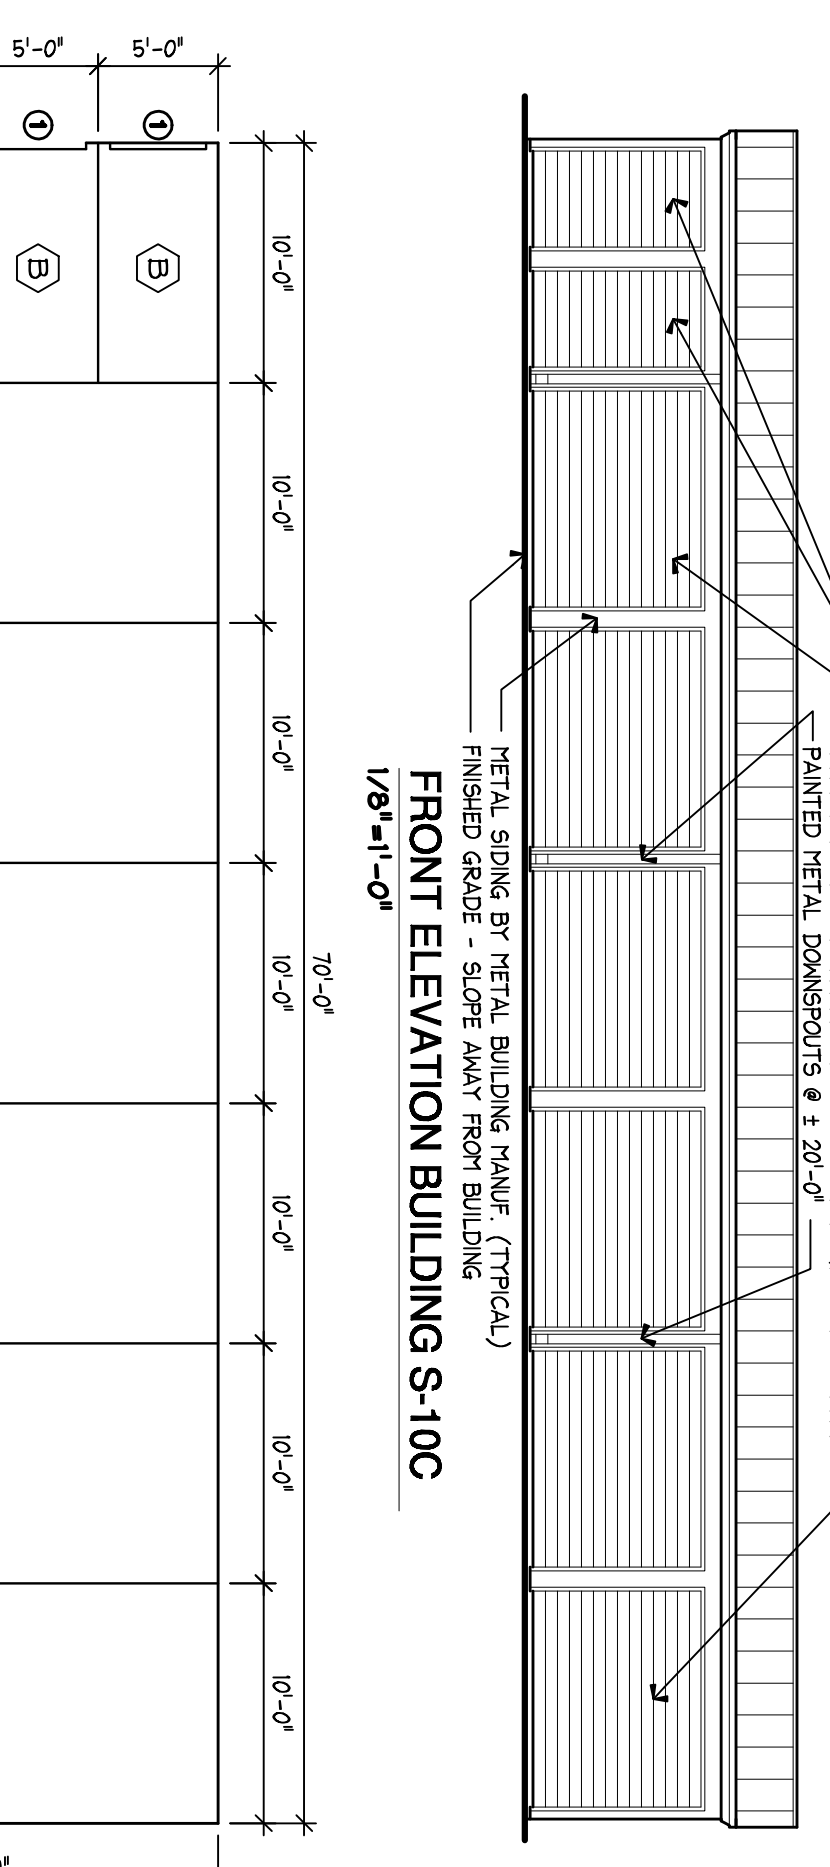 PAINTED METAL DOWNSPOUTS @ ± 20'-0"
METAL SIDING BY METAL BUILDING MANUF. (TYPICAL)
FINISHED GRADE - SLOPE AWAY FROM BUILDING
FRONT ELEVATION BUILDING S-10C
1/8"=1'-0"
70'-0"
10'-0"
10'-0"
10'-0"
10'-0"
10'-0"
10'-0"
10'-0"
5'-0"
5'-0"
1
1
B
B